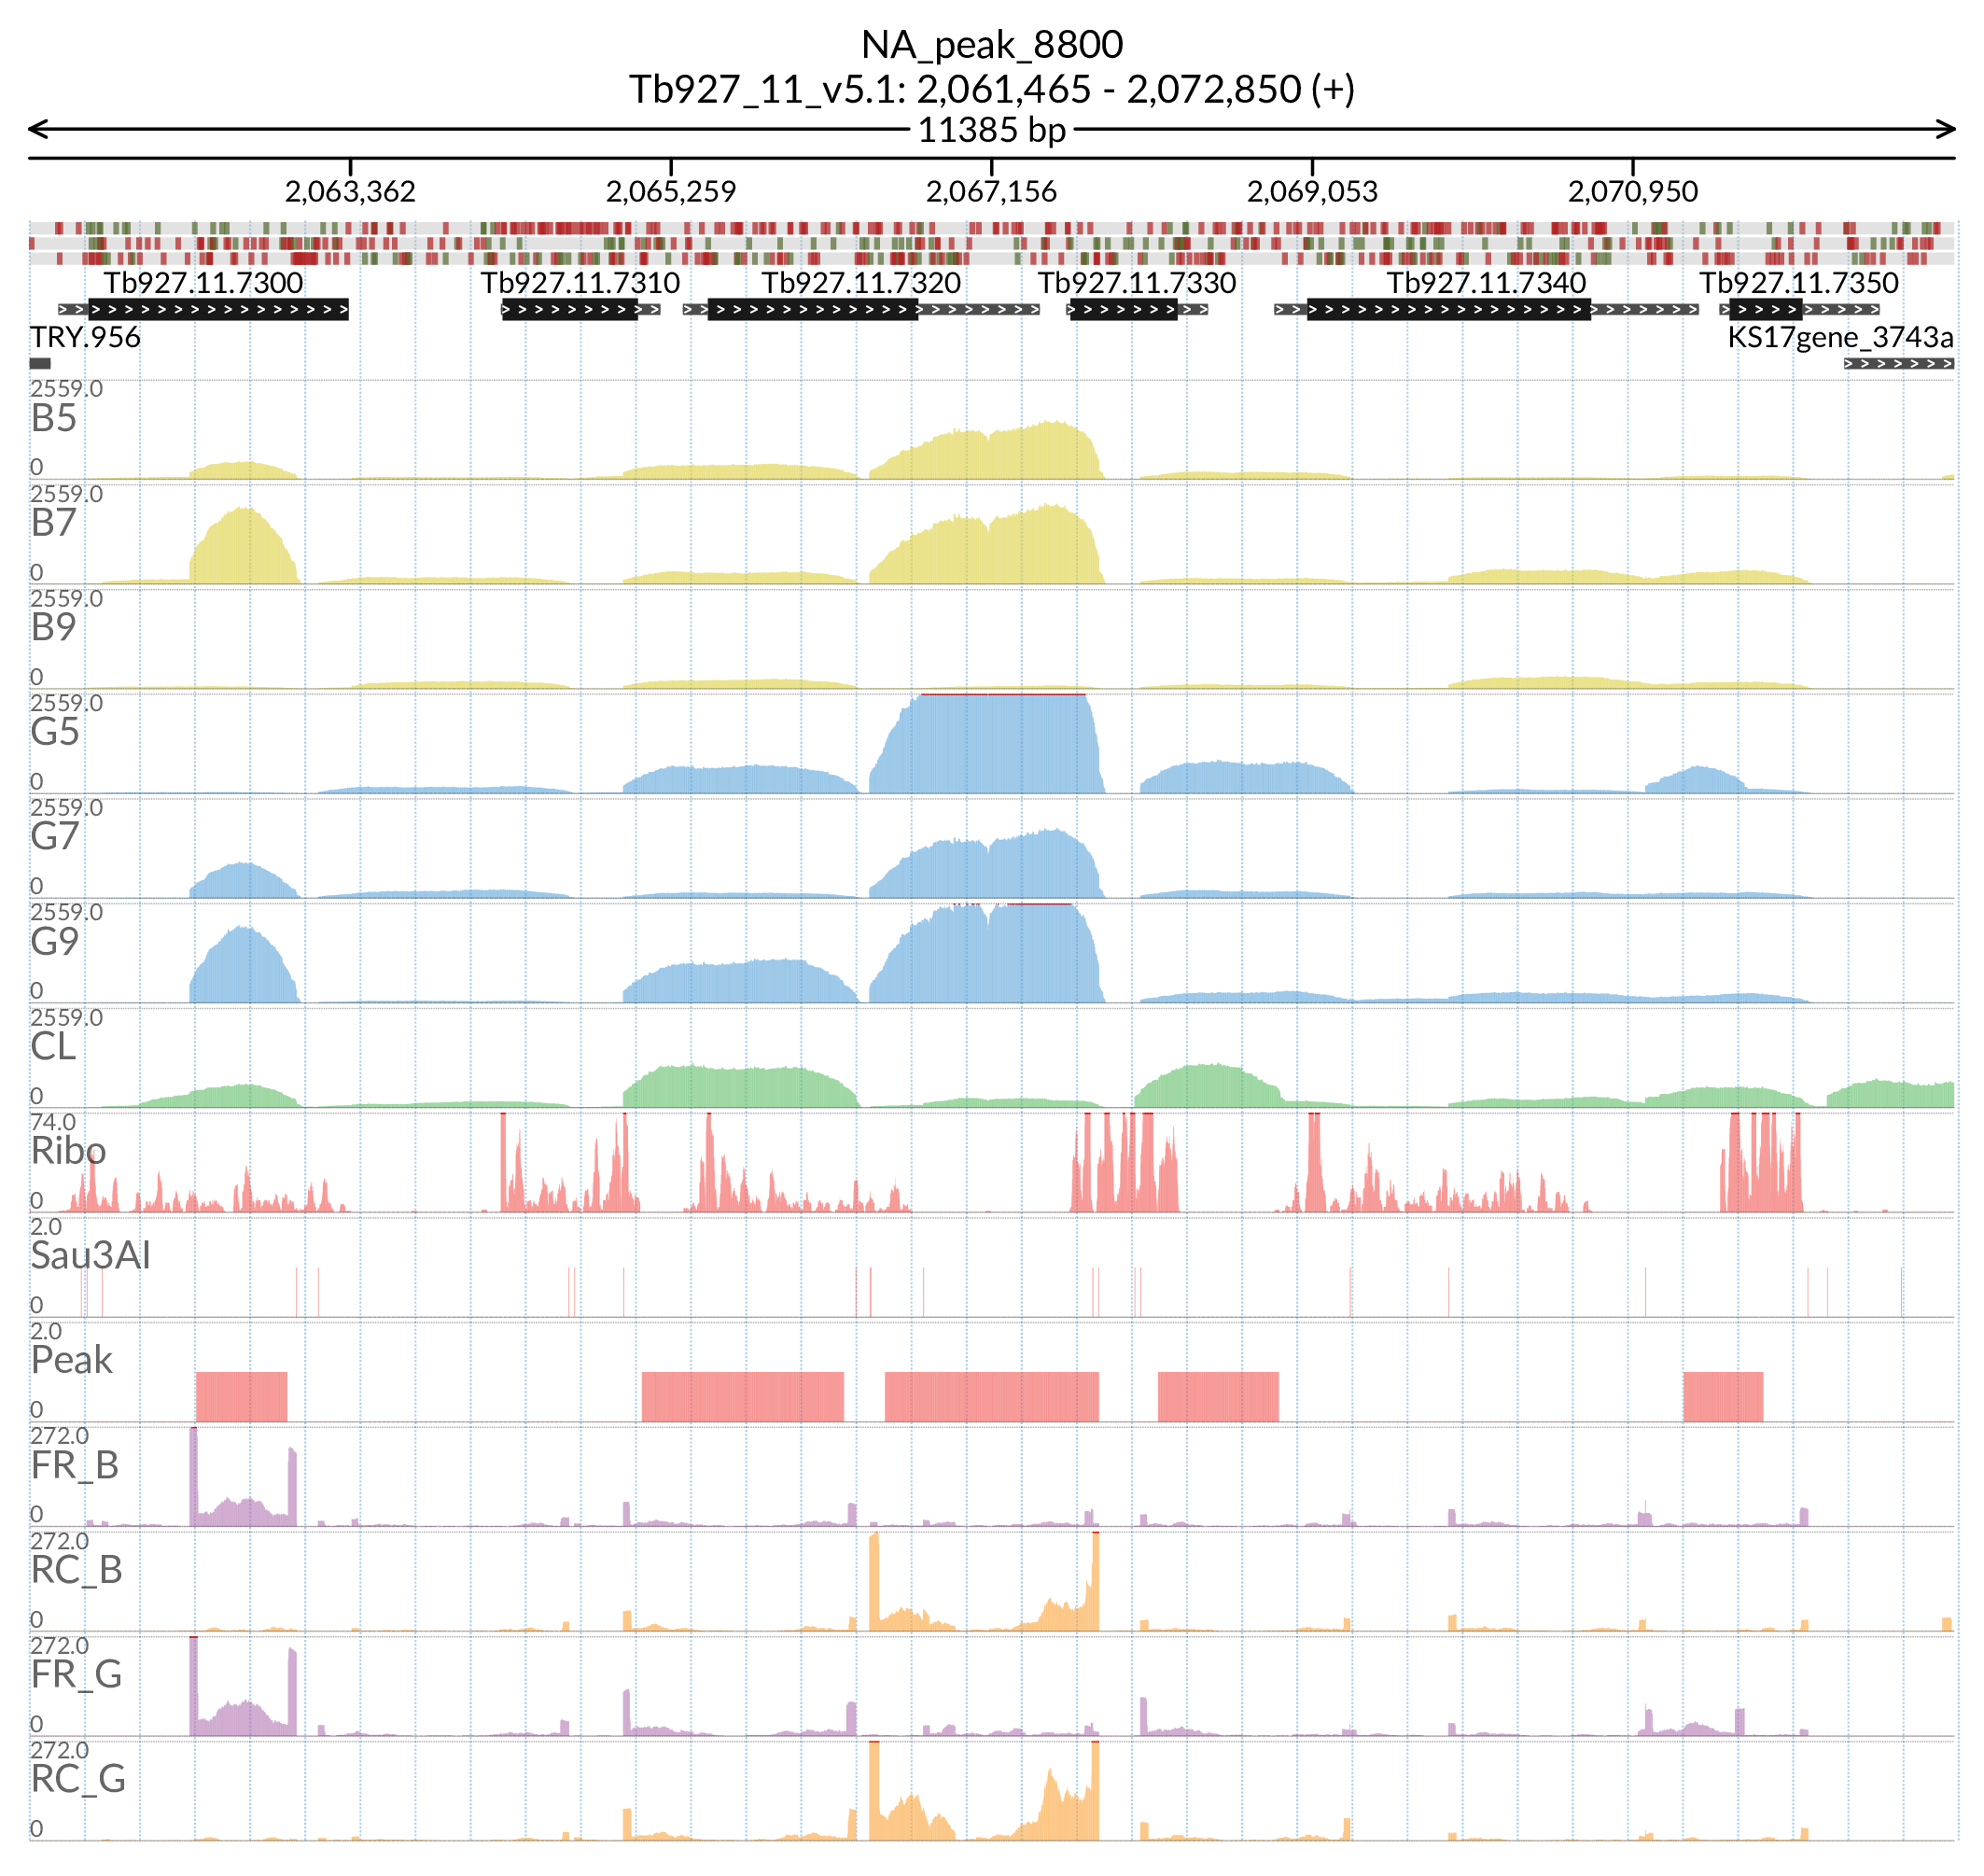 NA_peak_8800
Tb927_11_v5.1: 2,061,465 - 2,072,850 (+)
11385 bp
2,063,362 2,065,259 2,067,156 2,069,053 2,070,950
Tb927.11.7300 Tb927.11.7310 Tb927.11.7320 Tb927.11.7330 Tb927.11.7340 Tb927.11.7350
TRY.956 KS17gene_3743a
2559.0
B5
0
2559.0
B7
0
2559.0
B9
0
2559.0
G5
0
2559.0
G7
0
2559.0
G9
0
2559.0
CL
0
74.0
Ribo
0
2.0
Sau3AI
0
2.0
Peak
0
272.0
FR_B
0
272.0
RC_B
0
272.0
FR_G
0
272.0
RC_G
0